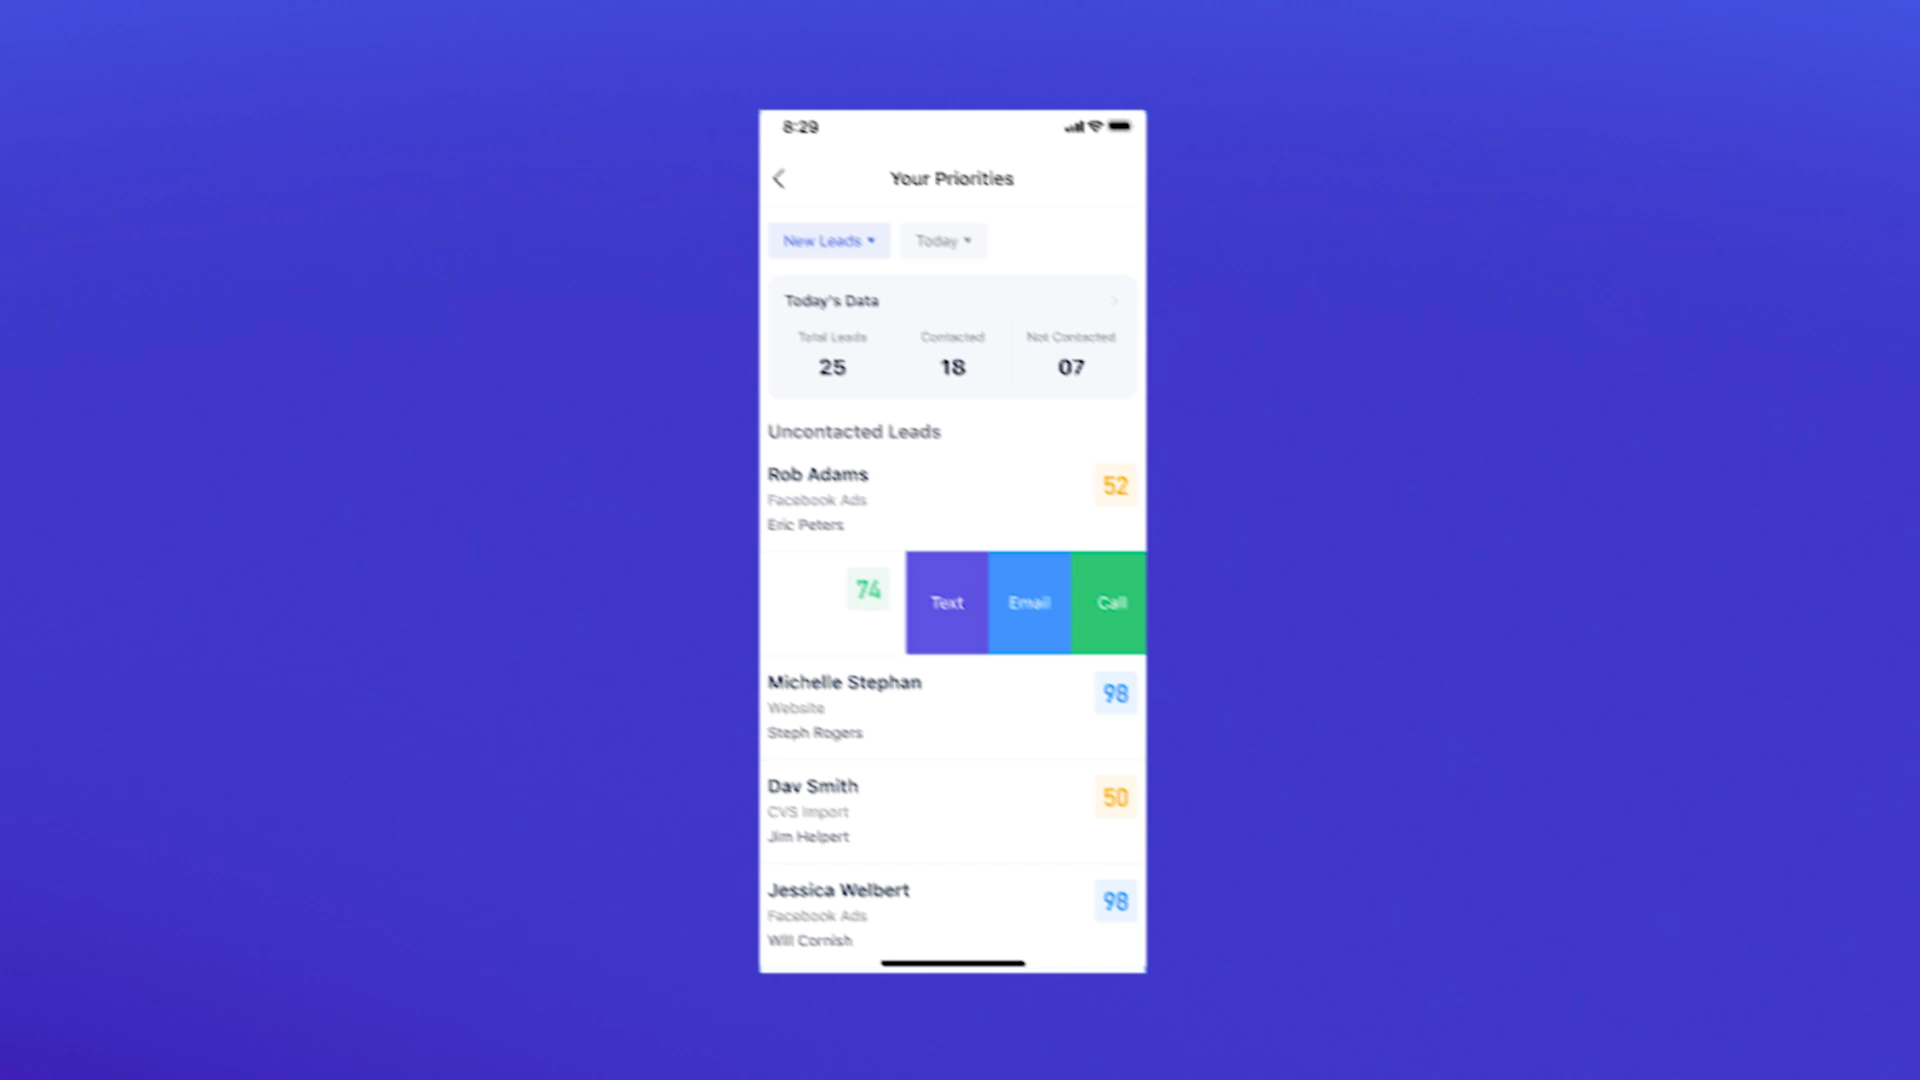 8:29
Your Priorities
New Leads Today
Today's Data
Total Leads Contacted Not Contacted
25 18 07
Uncontacted Leads
Rob Adams 52
Facebook Ads
Eric Peters
74 Text Email Call
Michelle Stephan 98
Website
Steph Rogers
Dav Smith 50
CVS Import
Jim Helpert
Jessica Welbert 98
Facebook Ads
Will Cornish